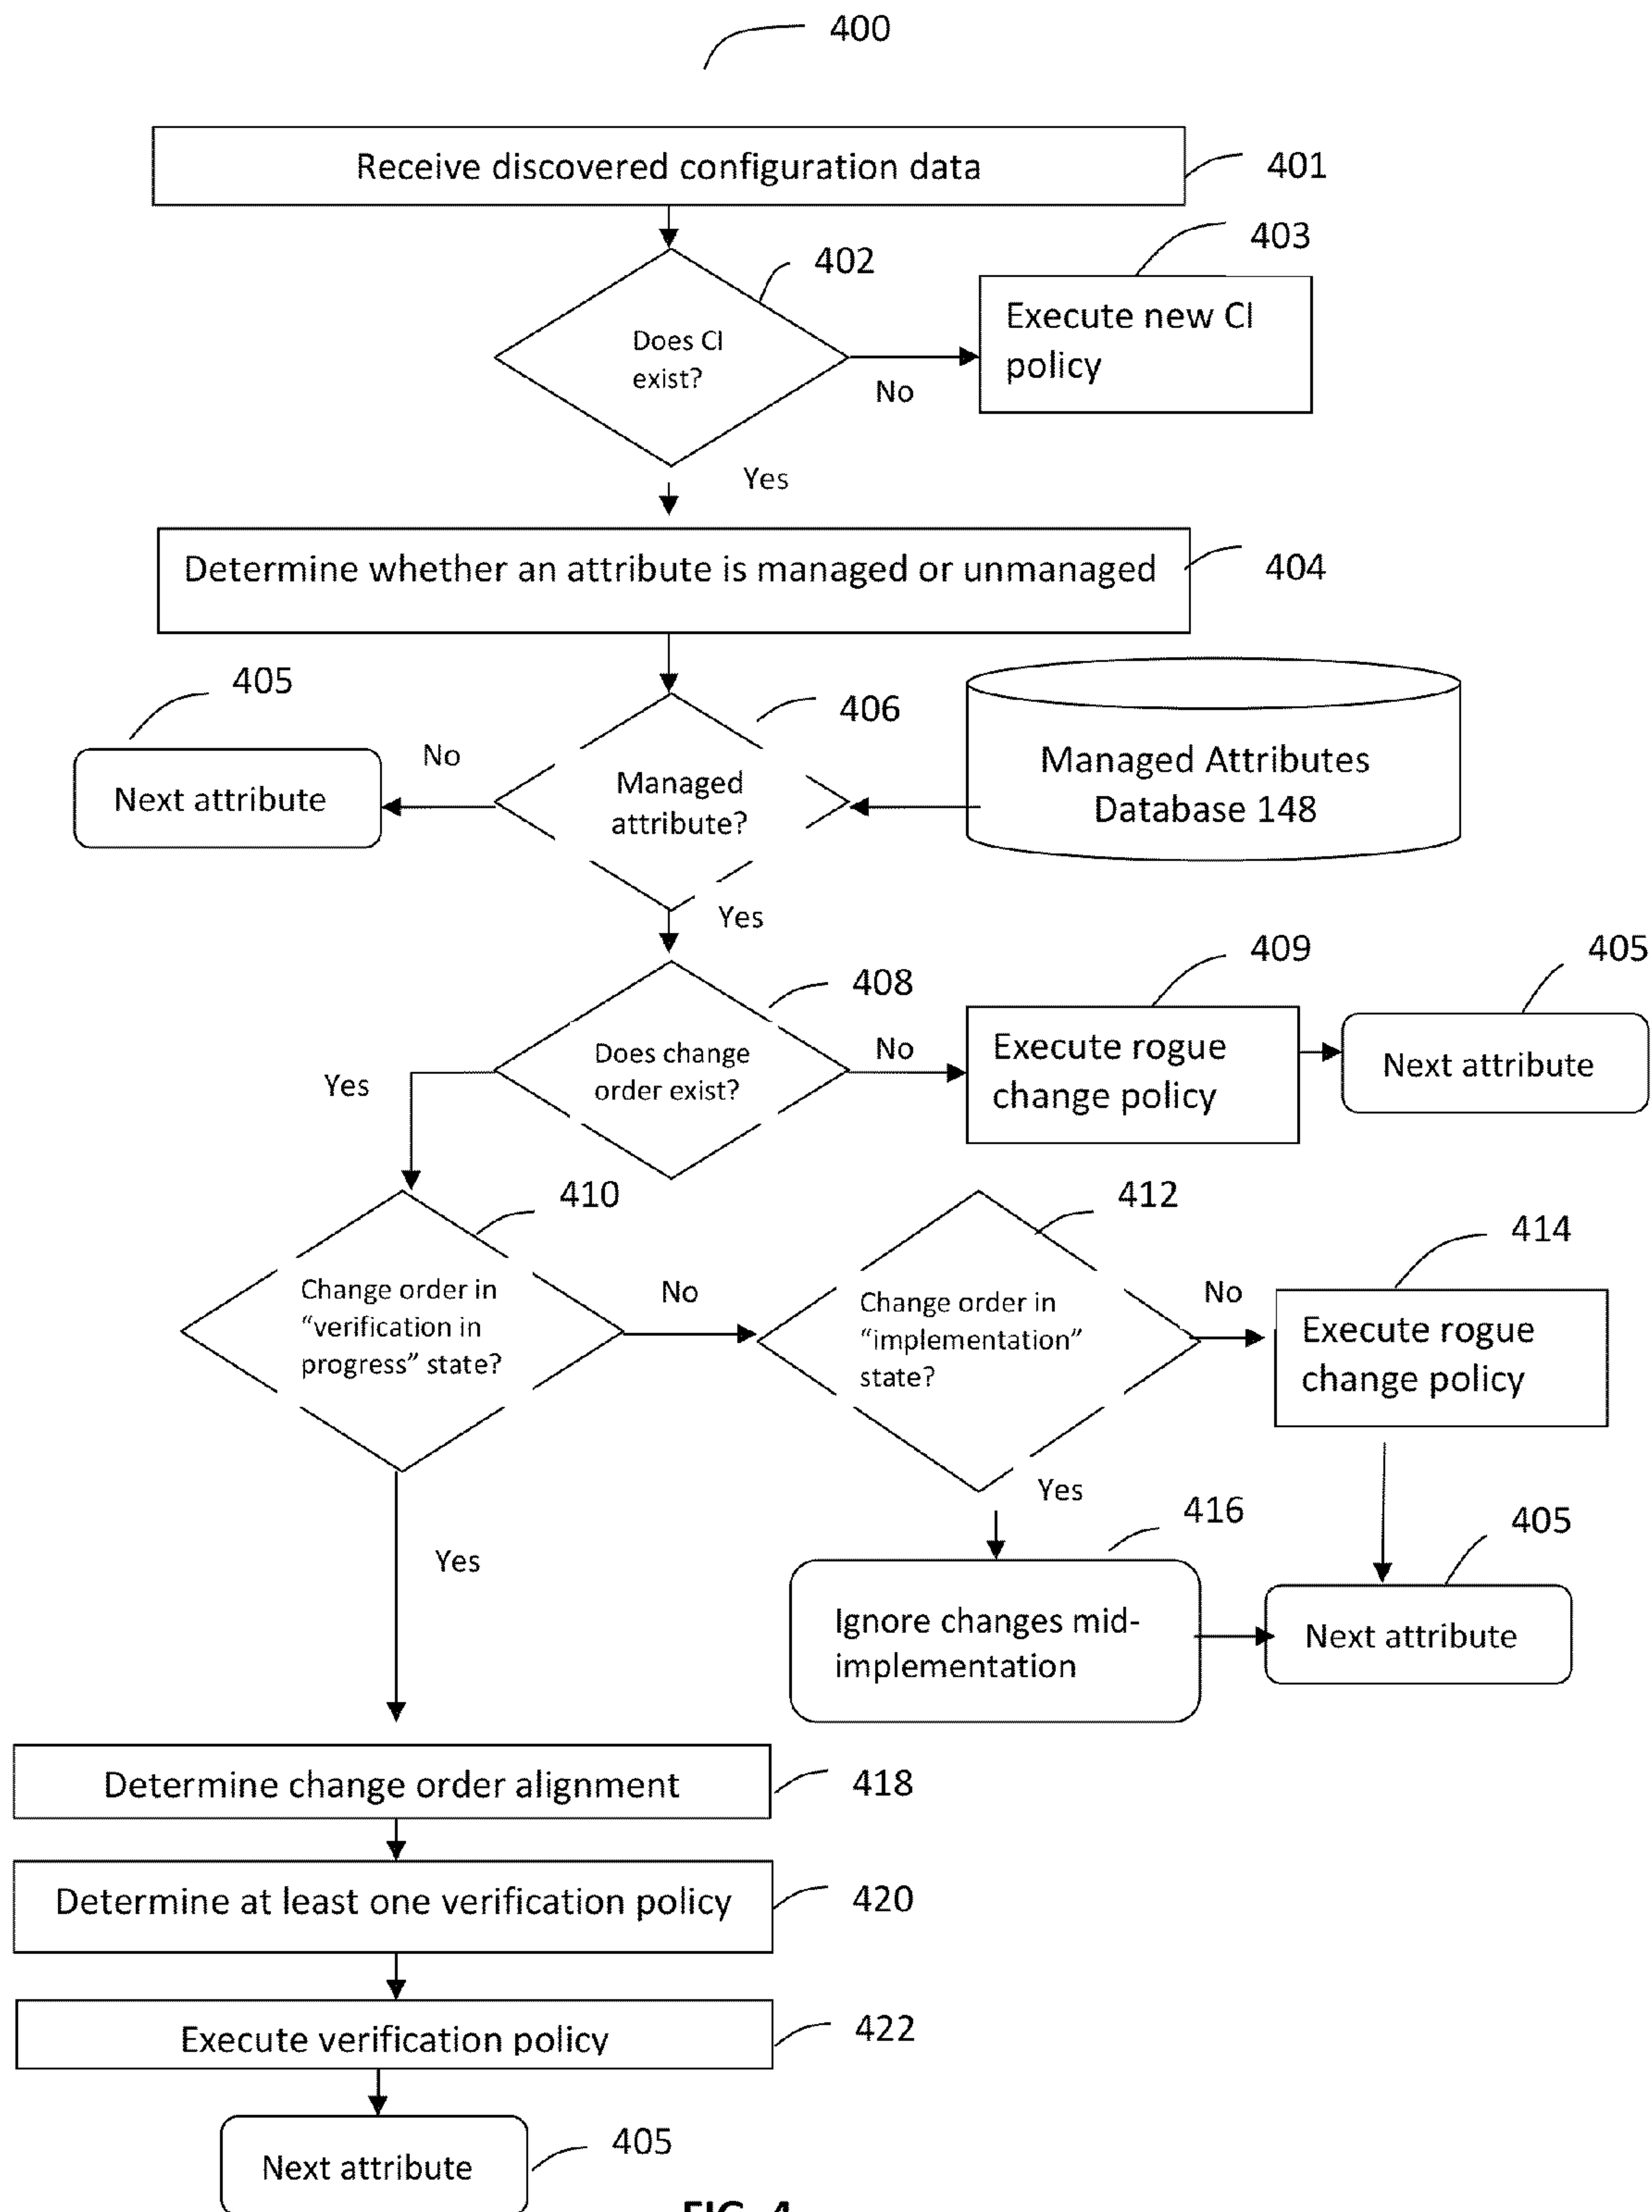 400
Receive discovered configuration data
401
402
403
Does CI
exist?
No
Execute new CI
policy
Yes
Determine whether an attribute is managed or unmanaged
404
405
406
No
Next attribute
Managed
attribute?
Managed Attributes
Database 148
Yes
408
409
405
Does change
order exist?
No
Execute rogue
change policy
Next attribute
Yes
410
412
414
Change order in
“verification in
progress” state?
No
Change order in
“implementation”
state?
No
Execute rogue
change policy
Yes
Yes
416
405
Ignore changes mid-
implementation
Next attribute
Determine change order alignment
418
Determine at least one verification policy
420
Execute verification policy
422
Next attribute
405
FIG. 4